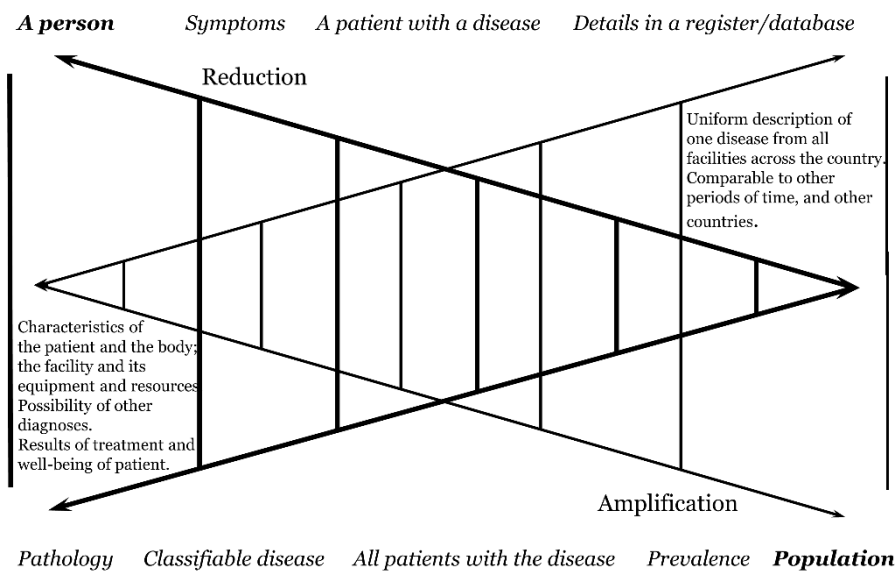 A person Symptoms A patient with a disease Details in a register/database
Reduction
Uniform description of
one disease from all
facilities across the country.
Comparable to other
periods of time, and other
countries.
Characteristics of
the patient and the body;
the facility and its
equipment and resources
Possibility of other
diagnoses.
Results of treatment and
well-being of patient.
Amplification
Pathology Classifiable disease All patients with the disease Prevalence Population